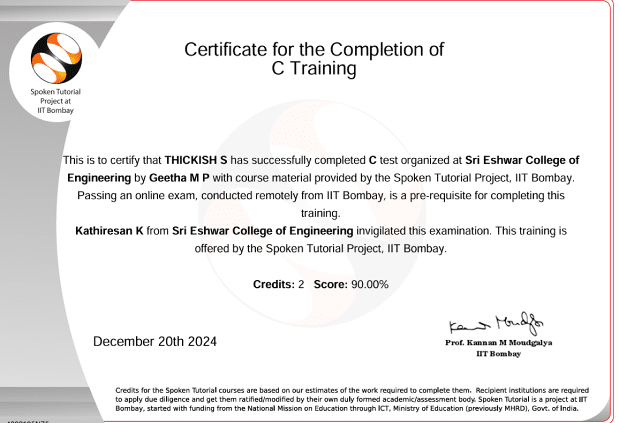 Certificate for the Completion of
C Training
Spoken Tutorial
Project at
IIT Bombay
This is to certify that THICKISH S has successfully completed C test organized at Sri Eshwar College of
Engineering by Geetha M P with course material provided by the Spoken Tutorial Project, IIT Bombay.
Passing an online exam, conducted remotely from IIT Bombay, is a pre-requisite for completing this
training.
Kathiresan K from Sri Eshwar College of Engineering invigilated this examination. This training is
offered by the Spoken Tutorial Project, IIT Bombay.
Credits: 2 Score: 90.00%
December 20th 2024
Prof. Kannan M Moudgalya
IIT Bombay
Credits for the Spoken Tutorial courses are based on our estimates of the work required to complete them. Recipient institutions are required
to apply due diligence and get them ratified/modified by their own duly formed academic/assessment body. Spoken Tutorial is a project at IIT
Bombay, started with funding from the National Mission on Education through ICT, Ministry of Education (previously MHRD), Govt. of India.